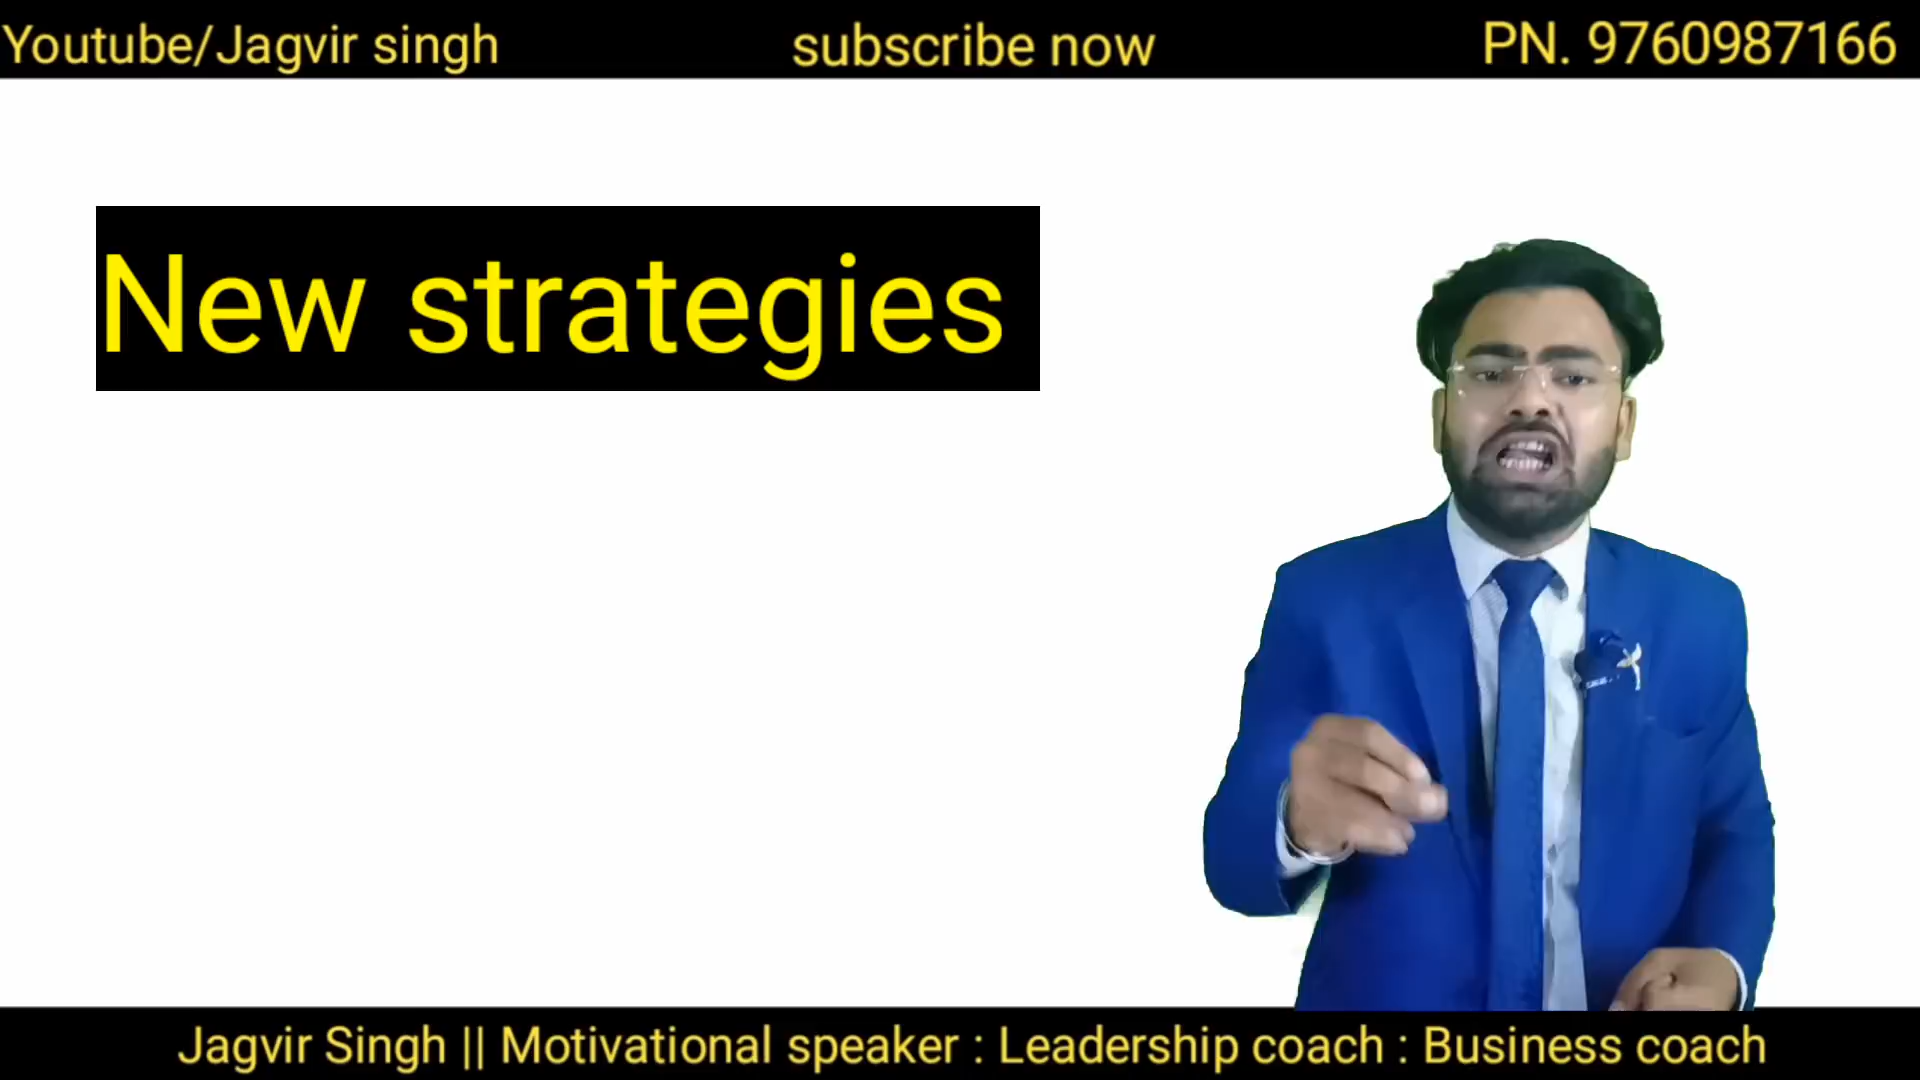 Youtube/Jagvir singh subscribe now PN. 9760987166
New strategies
Jagvir Singh || Motivational speaker : Leadership coach : Business coach